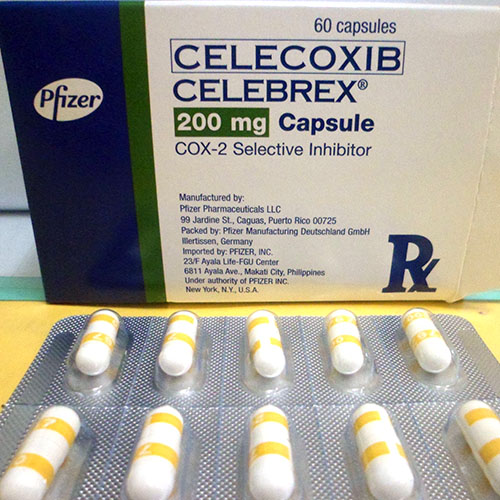 60 capsules
CELECOXIB
Pfizer
CELEBREX®
200 mg Capsule
COX-2 Selective Inhibitor
Manufactured by:
Pfizer Pharmaceuticals LLC
99 Jardine St., Caguas, Puerto Rico 00725
Packed by: Pfizer Manufacturing Deutschland GmbH
Illertissen, Germany
Imported by: PFIZER, INC.
23/F Ayala Life-FGU Center
6811 Ayala Ave., Makati City, Philippines
Under authority of PFIZER INC.
New York, N.Y., U.S.A.
Rx